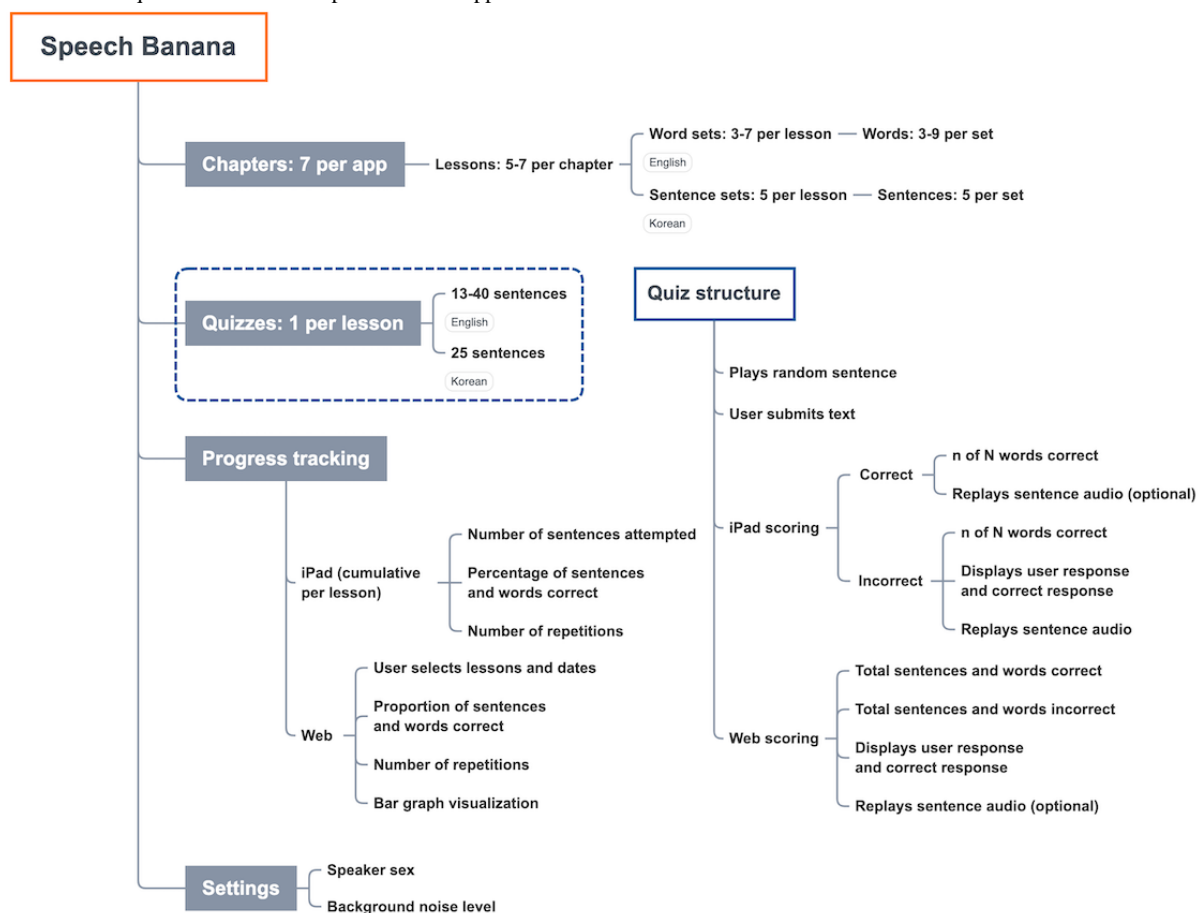 Speech Banana
Chapters: 7 per app
Lessons: 5-7 per chapter
Word sets: 3-7 per lesson
Words: 3-9 per set
English
Sentence sets: 5 per lesson
Sentences: 5 per set
Korean
Quizzes: 1 per lesson
13-40 sentences
English
25 sentences
Korean
Progress tracking
iPad (cumulative
per lesson)
Number of sentences attempted
Percentage of sentences
and words correct
Number of repetitions
Web
User selects lessons and dates
Proportion of sentences
and words correct
Number of repetitions
Bar graph visualization
Settings
Speaker sex
Background noise level
Quiz structure
Plays random sentence
User submits text
iPad scoring
Correct
n of N words correct
Replays sentence audio (optional)
Incorrect
n of N words correct
Displays user response
and correct response
Replays sentence audio
Web scoring
Total sentences and words correct
Total sentences and words incorrect
Displays user response
and correct response
Replays sentence audio (optional)